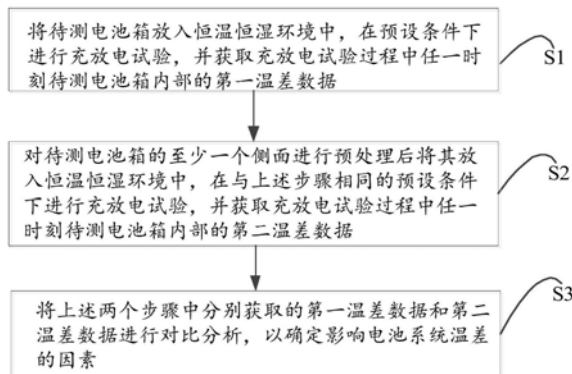 将待测电池箱放入恒温恒湿环境中，在预设条件下
进行充放电试验，并获取充放电试验过程中任一时
刻待测电池箱内部的第一温差数据
S1
对待测电池箱的至少一个侧面进行预处理后将其放
入恒温恒湿环境中，在与上述步骤相同的预设条件
下进行充放电试验，并获取充放电试验过程中任一
时刻待测电池箱内部的第二温差数据
S2
将上述两个步骤中分别获取的第一温差数据和第二
温差数据进行对比分析，以确定影响电池系统温差
的因素
S3